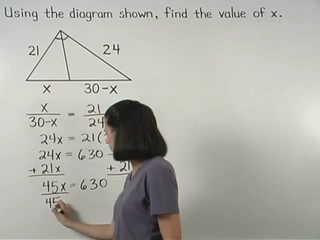 Using the diagram shown, find the value of x.
21 24
x 30-x
x/30-x = 21/24
24x = 21(
24x = 630
+21x + 21
45x = 630
45